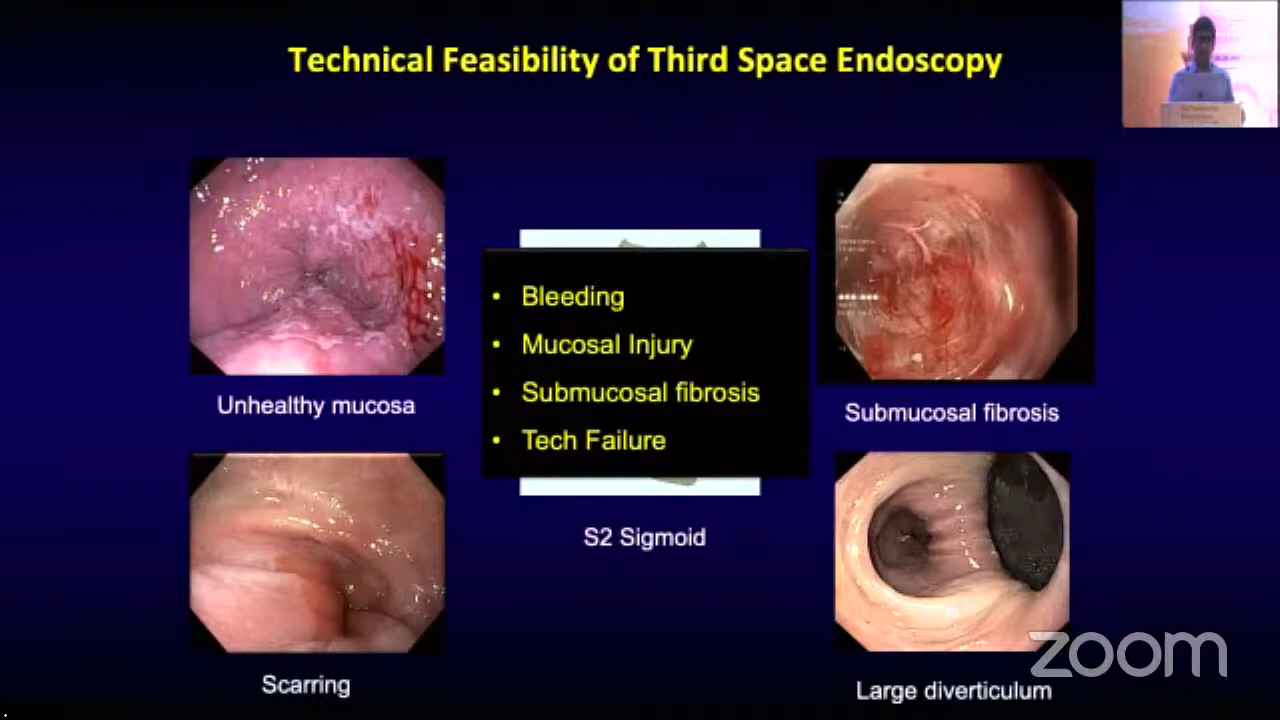 Technical Feasibility of Third Space Endoscopy
• Bleeding
• Mucosal Injury
• Submucosal fibrosis
• Tech Failure
Unhealthy mucosa
Submucosal fibrosis
S2 Sigmoid
Scarring
Large diverticulum
zoom